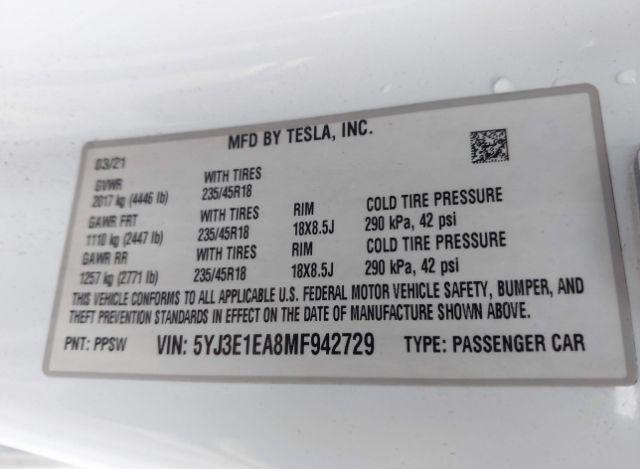 MFD BY TESLA, INC.
03/21
GVWR WITH TIRES
2017 kg (4446 lb) 235/45R18
GAWR FRT WITH TIRES RIM COLD TIRE PRESSURE
1110 kg (2447 lb) 235/45R18 18X8.5J 290 kPa, 42 psi
GAWR RR WITH TIRES RIM COLD TIRE PRESSURE
1257 kg (2771 lb) 235/45R18 18X8.5J 290 kPa, 42 psi
THIS VEHICLE CONFORMS TO ALL APPLICABLE U.S. FEDERAL MOTOR VEHICLE SAFETY, BUMPER, AND
THEFT PREVENTION STANDARDS IN EFFECT ON THE DATE OF MANUFACTURE SHOWN ABOVE.
PNT: PPSW VIN: 5YJ3E1EA8MF942729 TYPE: PASSENGER CAR